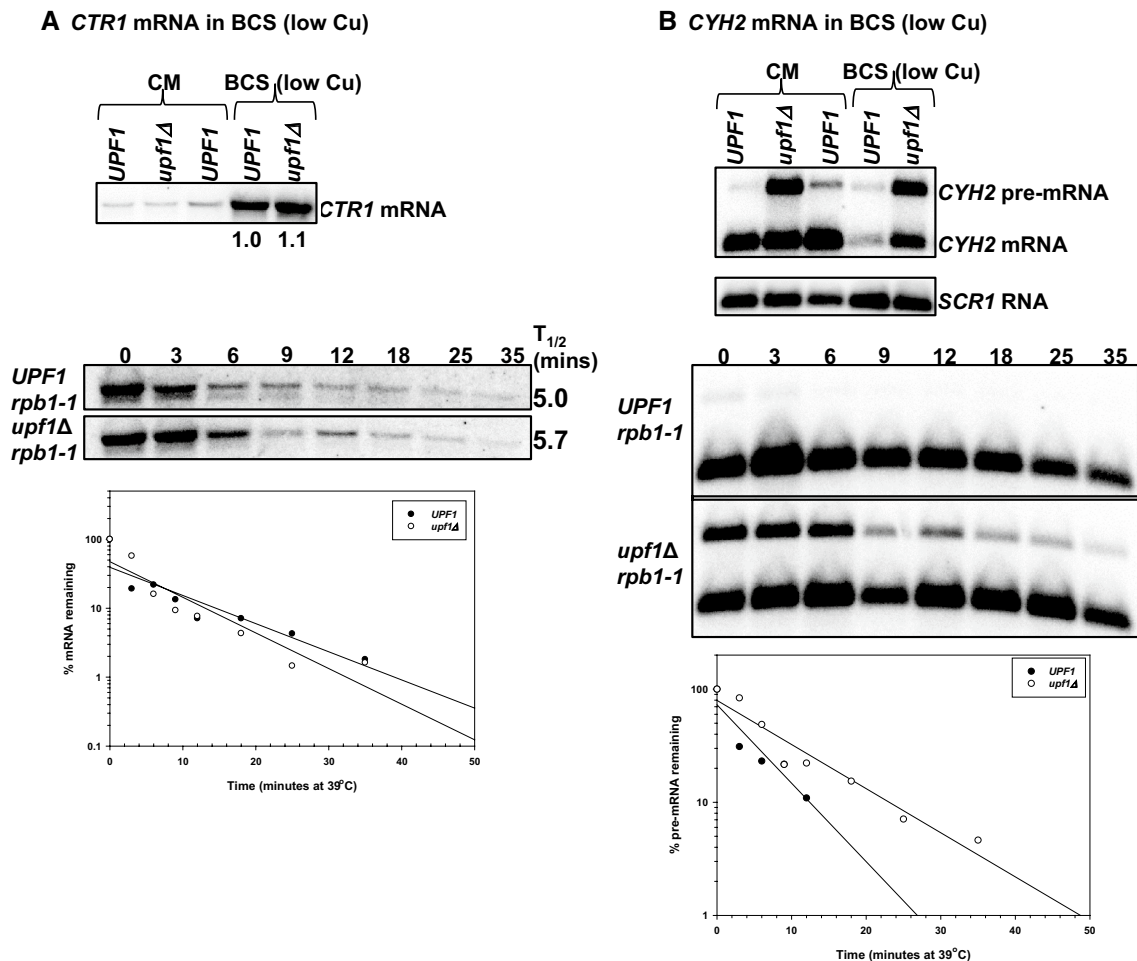 A CTR1 mRNA in BCS (low Cu)
CM
BCS (low Cu)
UPF1
upf1Δ
UPF1
UPF1
upf1Δ
CTR1 mRNA
1.0 1.1
0 3 6 9 12 18 25 35
T1/2
(mins)
UPF1
rpb1-1
5.0
upf1Δ
rpb1-1
5.7
UPF1
upf1Δ
% mRNA remaining
100
10
1
0.1
0 10 20 30 40 50
Time (minutes at 39°C)
B CYH2 mRNA in BCS (low Cu)
CM
BCS (low Cu)
UPF1
upf1Δ
UPF1
UPF1
upf1Δ
CYH2 pre-mRNA
CYH2 mRNA
SCR1 RNA
0 3 6 9 12 18 25 35
UPF1
rpb1-1
upf1Δ
rpb1-1
UPF1
upf1Δ
% pre-mRNA remaining
100
10
1
0 10 20 30 40 50
Time (minutes at 39°C)